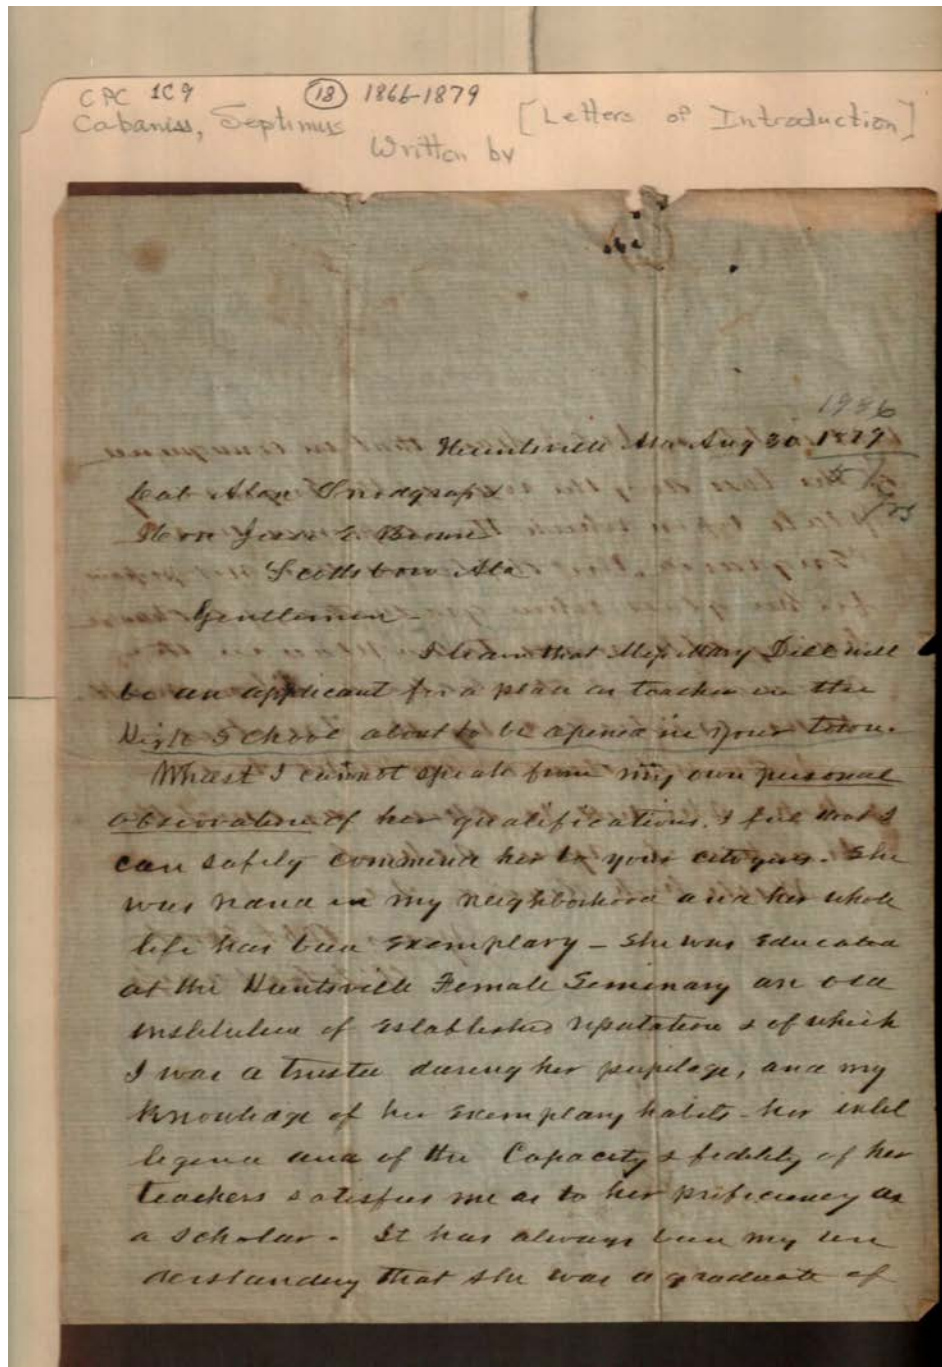 CPC 1C9 (18) 1866-1879
Cabaniss, Septimus [Letters of Introduction]
Written by
1936
Huntsville Ala Aug 30 1879
Alex Snodgrass
Hon Jesse E Brown
Scottsboro Ala
Gentlemen -
I learn that Miss Mary will
be an applicant for a place as teacher in the
High School about to be opened in your town.
Whilst I cannot speak from my own personal
observation of her qualifications, I feel that I
can safely commend her to your citizens. She
was reared in my neighborhood and her whole
life has been exemplary - She was educated
at the Huntsville Female Seminary an old
institution of established reputation & of which
I was a trustee during her pupilage, and my
knowledge of her exemplary habits - her intel
ligence and of the Capacity & fidelity of her
teachers satisfies me as to her proficiency as
a scholar. It has always been my un
derstanding that she was a graduate of